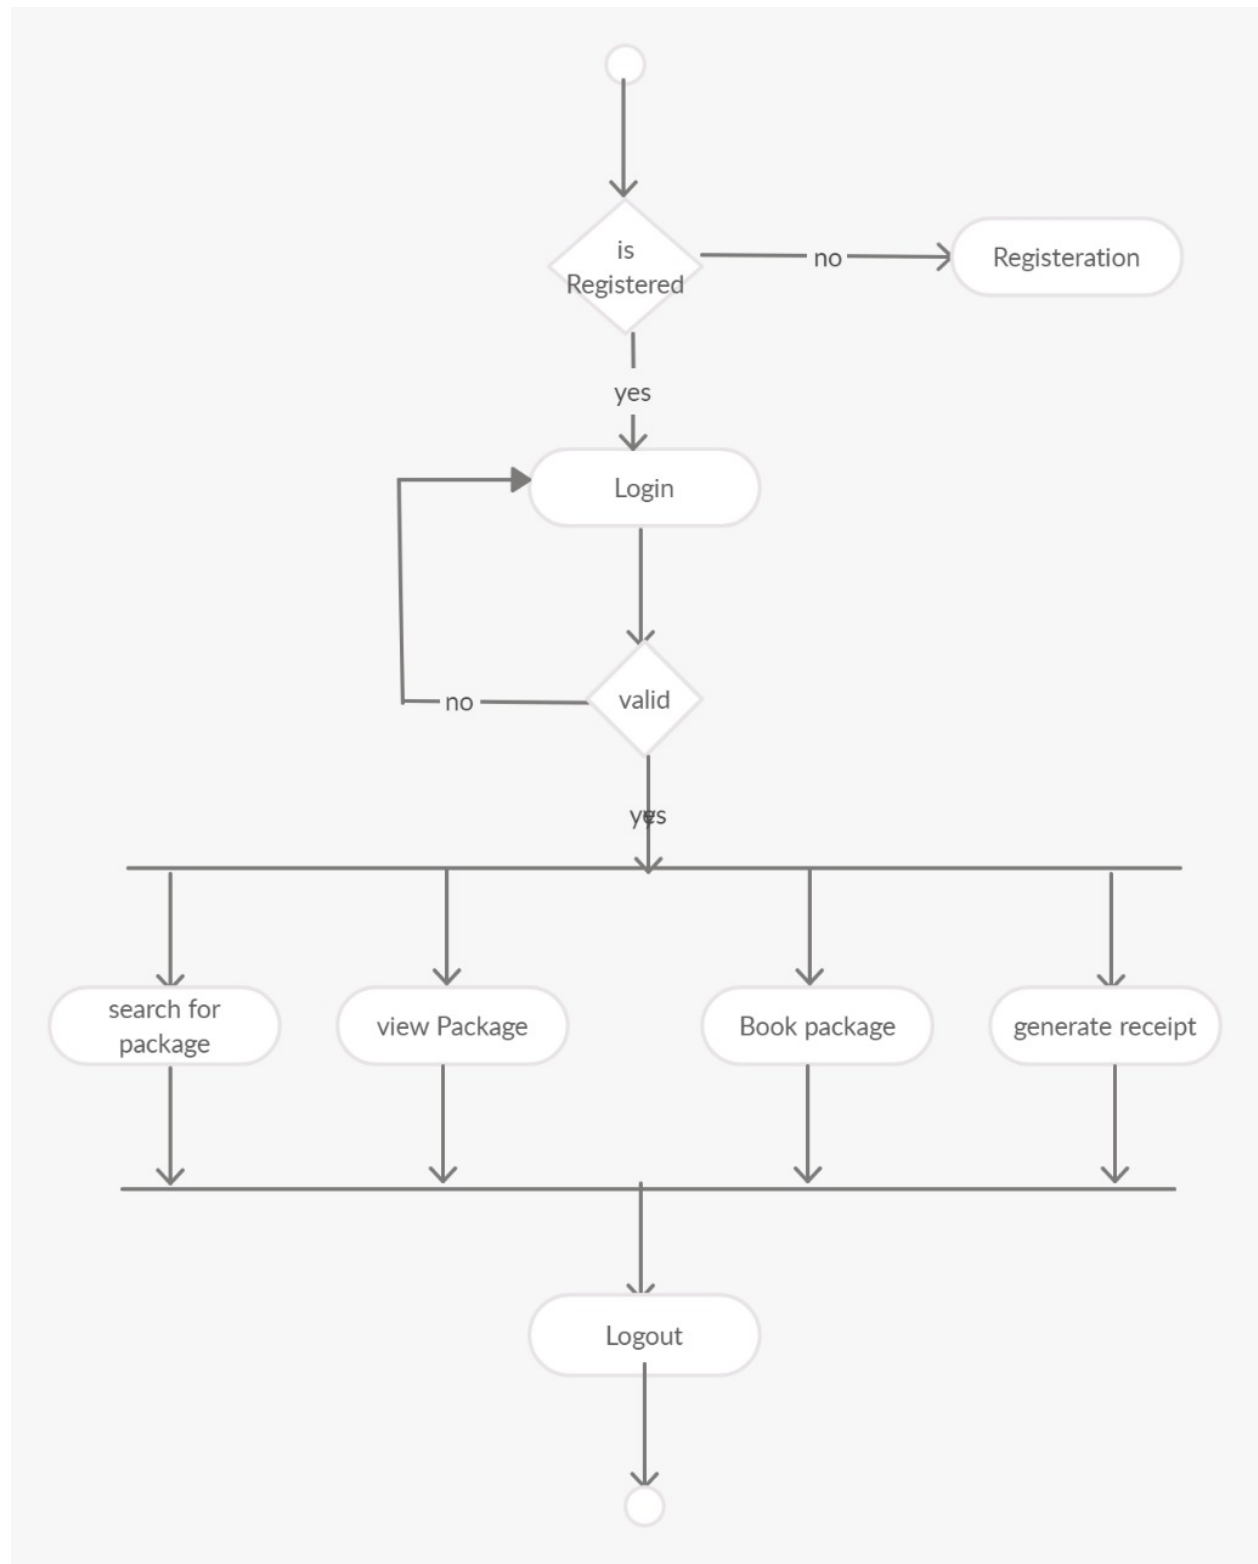 is
Registered
no
Registeration
yes
Login
no
valid
yes
search for
package
view Package
Book package
generate receipt
Logout